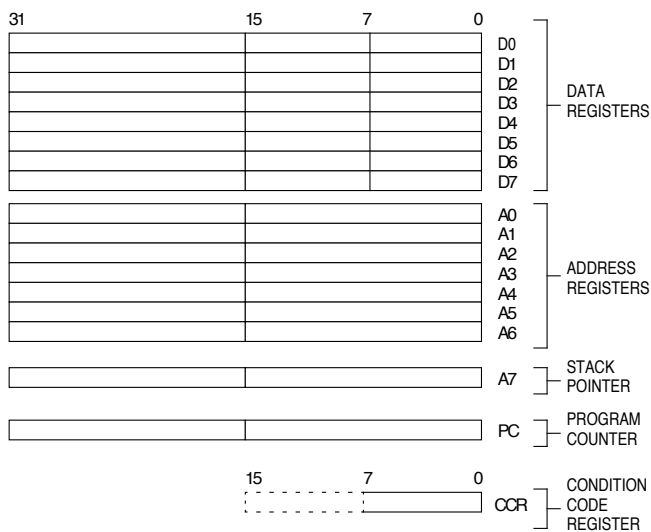 31 15 7 0
D0
D1
D2
D3
D4
D5
D6
D7
DATA
REGISTERS
A0
A1
A2
A3
A4
A5
A6
ADDRESS
REGISTERS
A7
STACK
POINTER
PC
PROGRAM
COUNTER
15 7 0
CCR
CONDITION
CODE
REGISTER